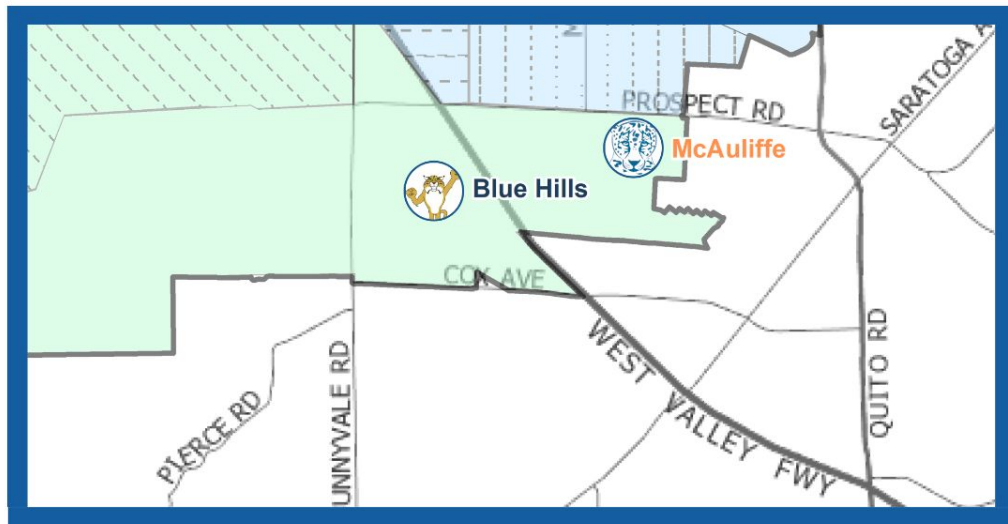 SARATOGA A
PROSPECT RD
McAuliffe
Blue Hills
COX AVE
WEST VALLEY FWY
QUITO RD
UNNYVALE RD
PIERCE RD